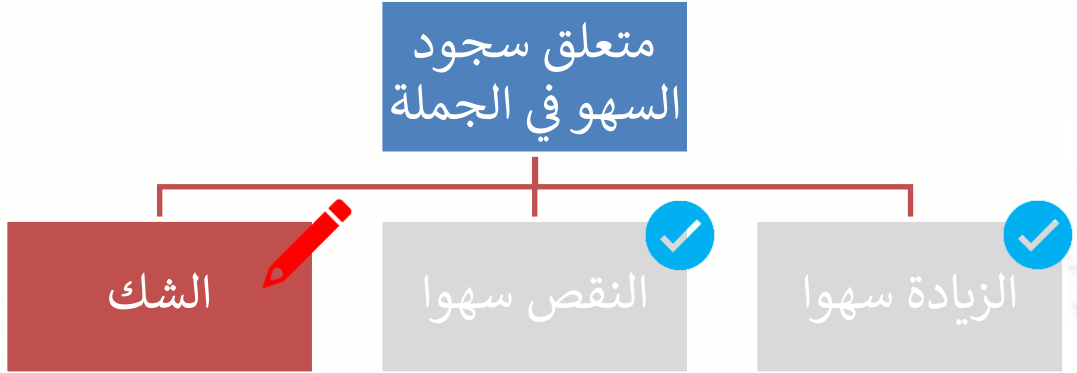 متعلق سجود
السهو في الجملة
الزيادة سهوا
النقص سهوا
الشك